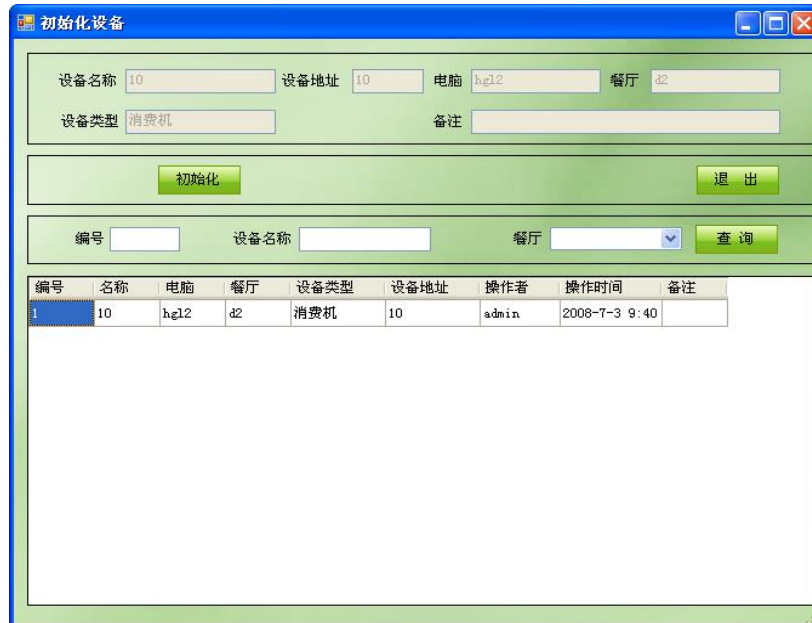 初始化设备
设备名称 10 设备地址 10 电脑 hgl2 餐厅 d2
设备类型 消费机 备注
初始化 退 出
编号 设备名称 餐厅 查 询
编号 名称 电脑 餐厅 设备类型 设备地址 操作者 操作时间 备注
1 10 hgl2 d2 消费机 10 admin 2008-7-3 9:40